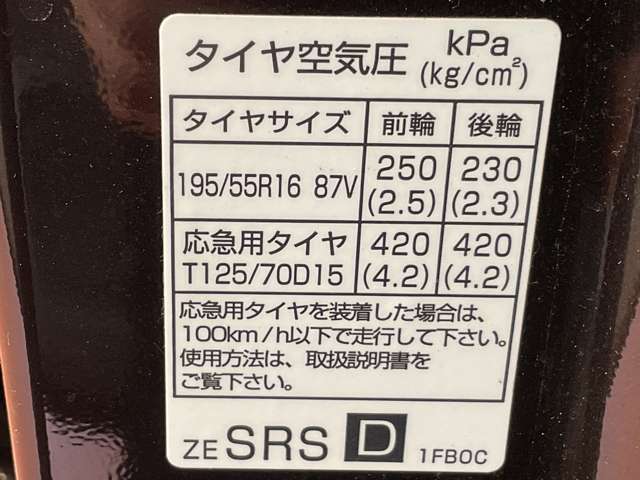 タイヤ空気圧 kPa (kg/cm²)
タイヤサイズ 前輪 後輪
195/55R16 87V 250 (2.5) 230 (2.3)
応急用タイヤ T125/70D15 420 (4.2) 420 (4.2)
応急用タイヤを装着した場合は、
100km/h以下で走行して下さい。
使用方法は、取扱説明書を
ご覧下さい。
ZE SRS D 1FB0C